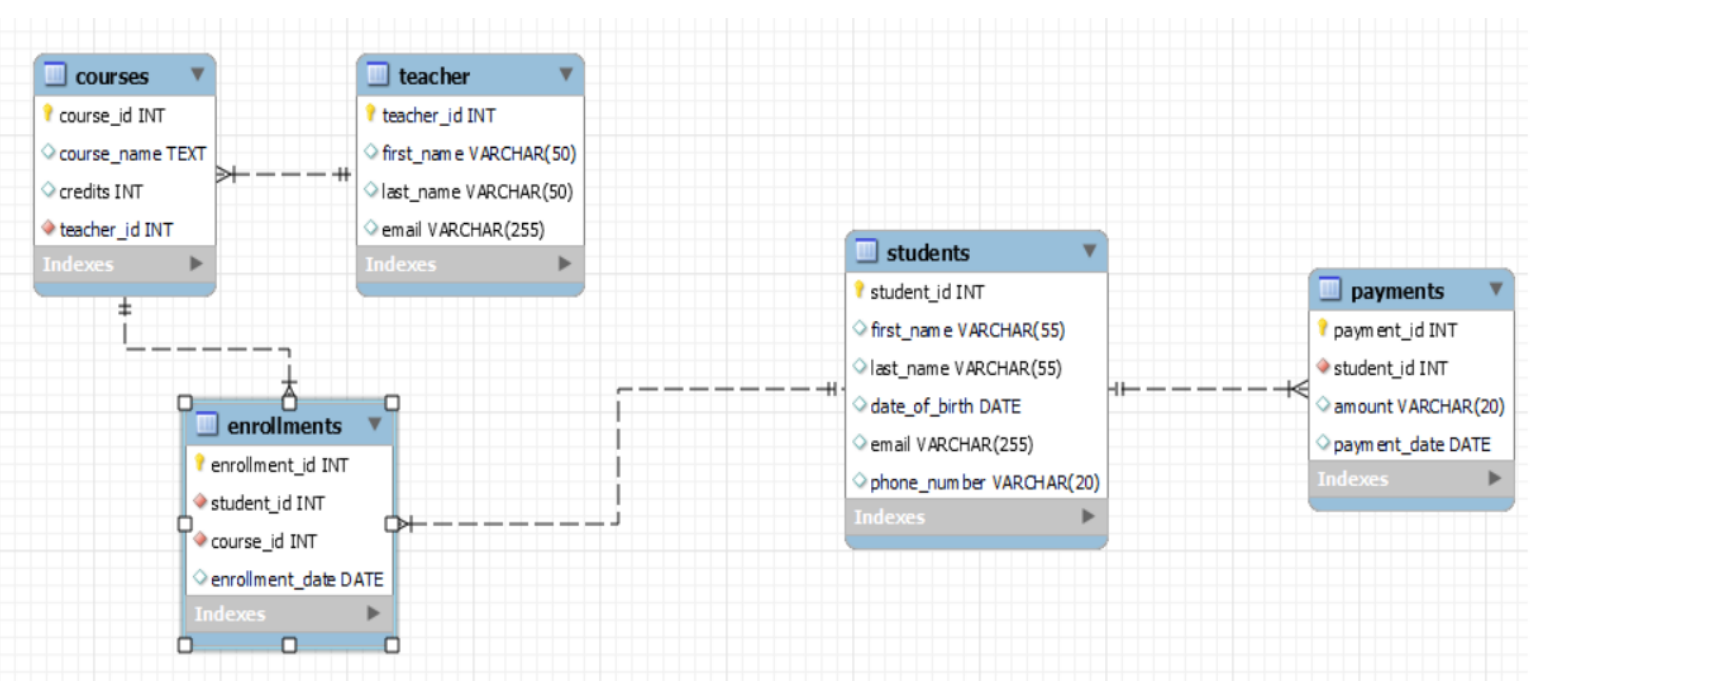 courses
course_id INT
course_name TEXT
credits INT
teacher_id INT
Indexes
teacher
teacher_id INT
first_name VARCHAR(50)
last_name VARCHAR(50)
email VARCHAR(255)
Indexes
enrollments
enrollment_id INT
student_id INT
course_id INT
enrollment_date DATE
Indexes
students
student_id INT
first_name VARCHAR(55)
last_name VARCHAR(55)
date_of_birth DATE
email VARCHAR(255)
phone_number VARCHAR(20)
Indexes
payments
payment_id INT
student_id INT
amount VARCHAR(20)
payment_date DATE
Indexes